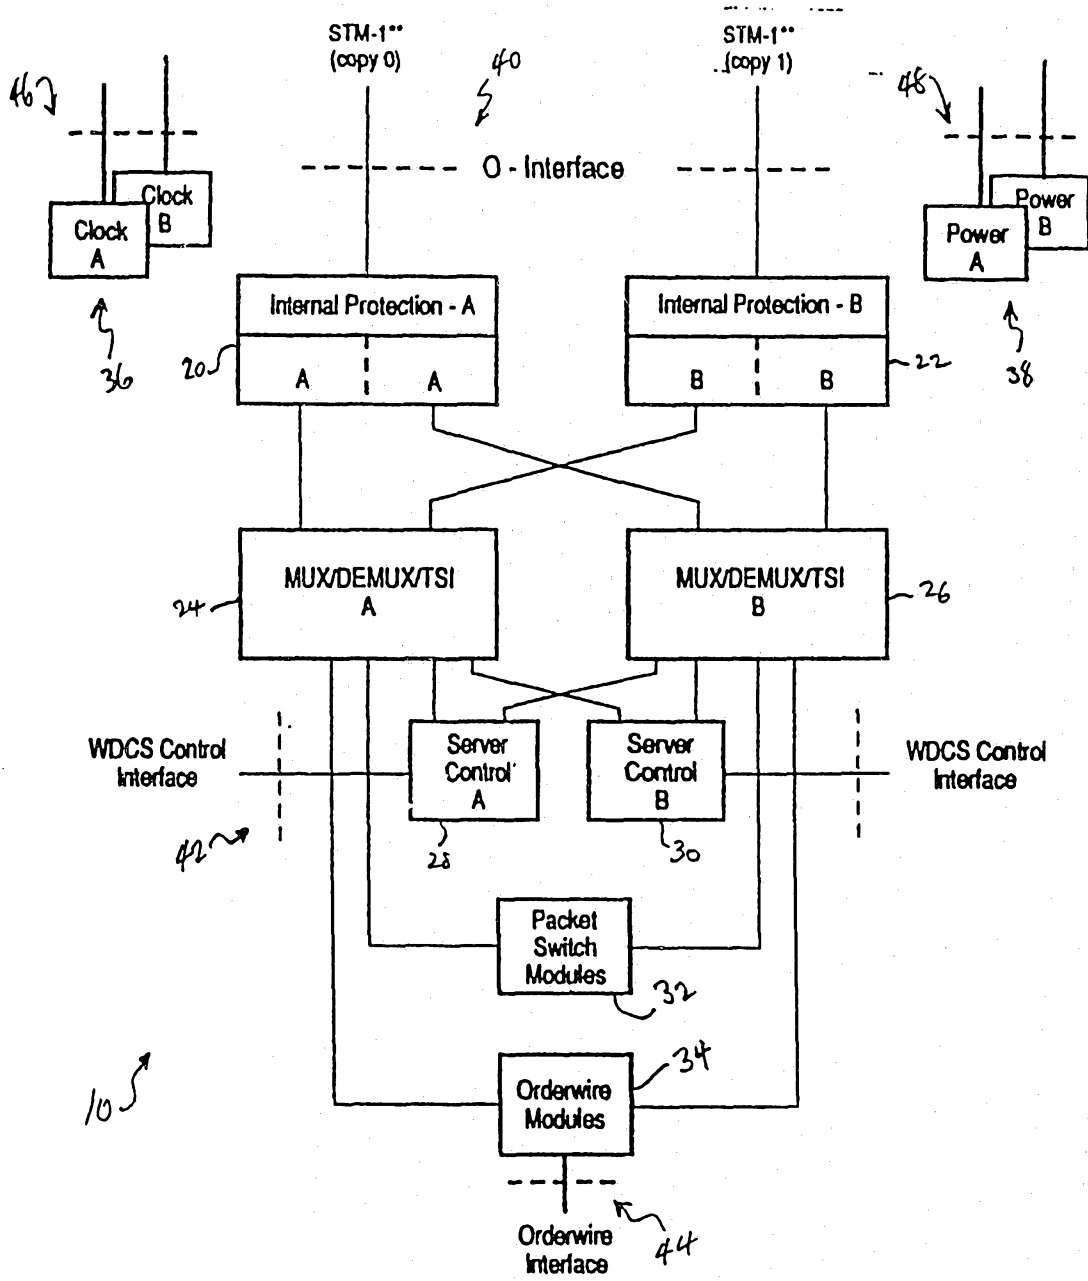 STM-1**
(copy 0)
STM-1**
(copy 1)
40
46
48
O - Interface
Clock
B
Clock
A
Power
B
Power
A
36
38
Internal Protection - A
A
A
20
Internal Protection - B
B
B
22
MUX/DEMUX/TSI
A
24
MUX/DEMUX/TSI
B
26
WDCS Control
Interface
Server
Control
A
Server
Control
B
WDCS Control
Interface
42
28
30
Packet
Switch
Modules
32
10
Orderwire
Modules
34
Orderwire
Interface
44